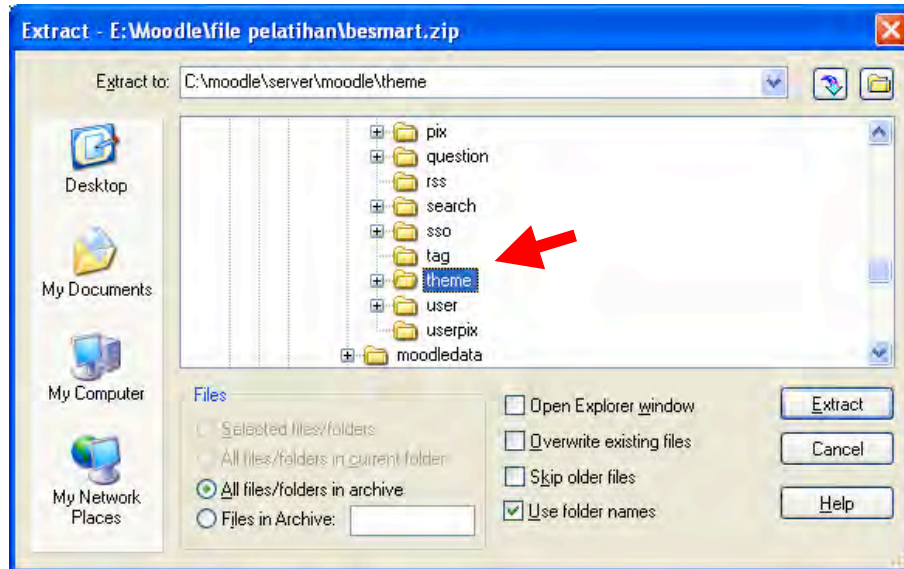 Extract - E:\Moodle\file pelatihan\besmart.zip
Extract to: C:\moodle\server\moodle\theme
Desktop
My Documents
My Computer
My Network
Places
pix
question
rss
search
sso
tag
theme
user
userpix
moodledata
Files
Selected files/folders
All files/folders in current folder
All files/folders in archive
Files in Archive:
Open Explorer window
Overwrite existing files
Skip older files
Use folder names
Extract
Cancel
Help